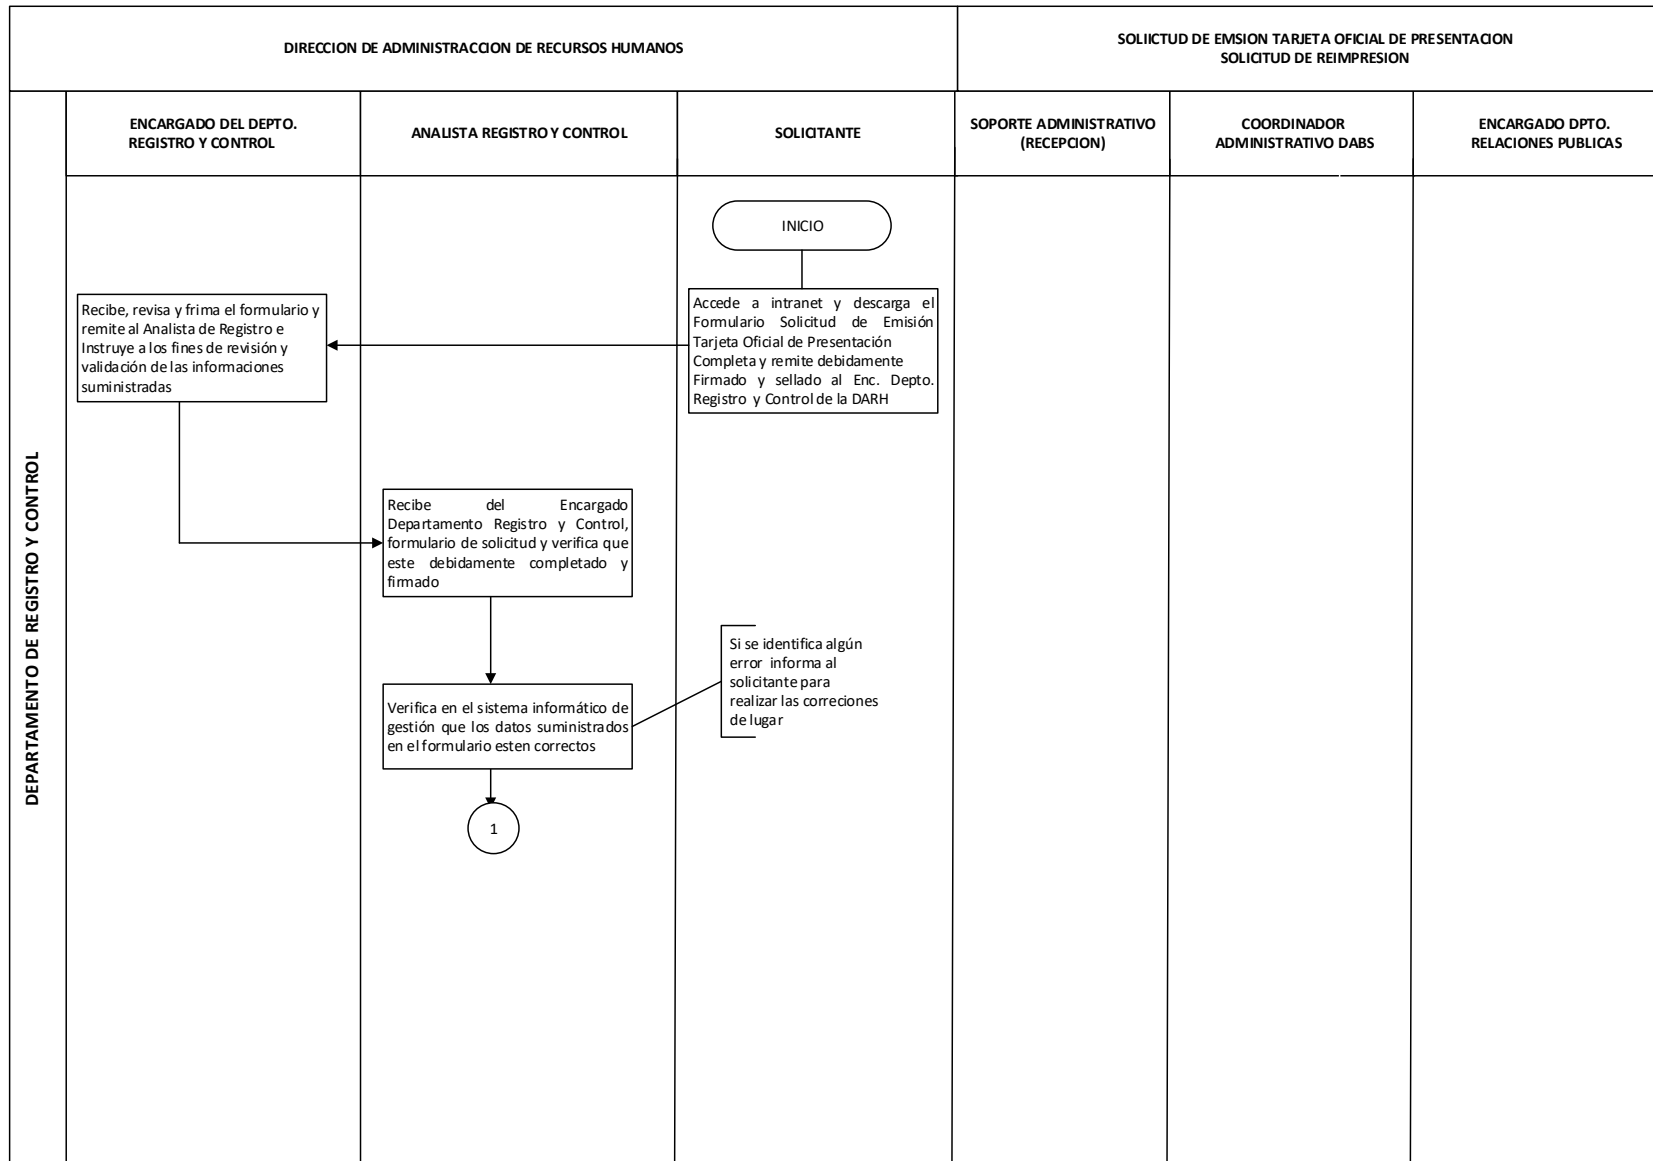 DIRECCION DE ADMINISTRACCION DE RECURSOS HUMANOS
SOLIICTUD DE EMSION TARJETA OFICIAL DE PRESENTACION
SOLICITUD DE REIMPRESION
ENCARGADO DEL DEPTO.
REGISTRO Y CONTROL
ANALISTA REGISTRO Y CONTROL
SOLICITANTE
SOPORTE ADMINISTRATIVO
(RECEPCION)
COORDINADOR
ADMINISTRATIVO DABS
ENCARGADO DPTO.
RELACIONES PUBLICAS
DEPARTAMENTO DE REGISTRO Y CONTROL
INICIO
Accede a intranet y descarga el
Formulario Solicitud de Emisión
Tarjeta Oficial de Presentación
Completa y remite debidamente
Firmado y sellado al Enc. Depto.
Registro y Control de la DARH
Recibe, revisa y frima el formulario y
remite al Analista de Registro e
Instruye a los fines de revisión y
validación de las informaciones
suministradas
Recibe del Encargado
Departamento Registro y Control,
formulario de solicitud y verifica que
este debidamente completado y
firmado
Verifica en el sistema informático de
gestión que los datos suministrados
en el formulario esten correctos
Si se identifica algún
error informa al
solicitante para
realizar las correciones
de lugar
1